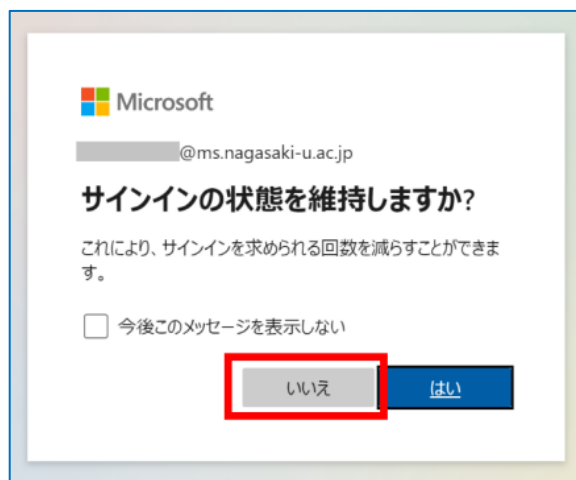 Microsoft
@ms.nagasaki-u.ac.jp
サインインの状態を維持しますか?
これにより、サインインを求められる回数を減らすことができま
す。
今後このメッセージを表示しない
いいえ
はい